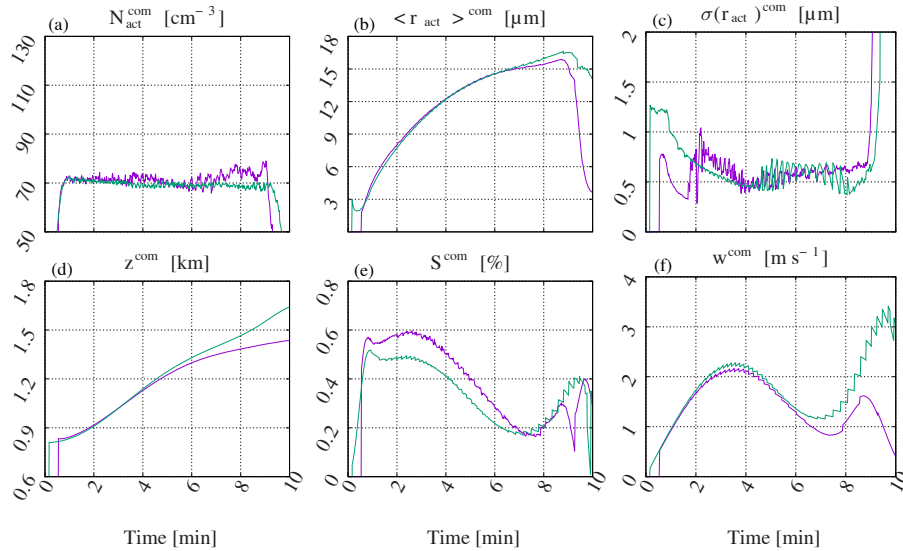 (a) N_act^com [cm⁻³]
(b) < r_act >^com [µm]
(c) σ(r_act)^com [µm]
130
110
90
70
50
18
15
12
9
6
3
2
1.5
1
0.5
0
(d) z^com [km]
(e) S^com [%]
(f) w^com [m s⁻¹]
1.8
1.5
1.2
0.9
0.6
0.8
0.6
0.4
0.2
0
4
3
2
1
0
0 2 4 6 8 10
0 2 4 6 8 10
0 2 4 6 8 10
Time [min]
Time [min]
Time [min]